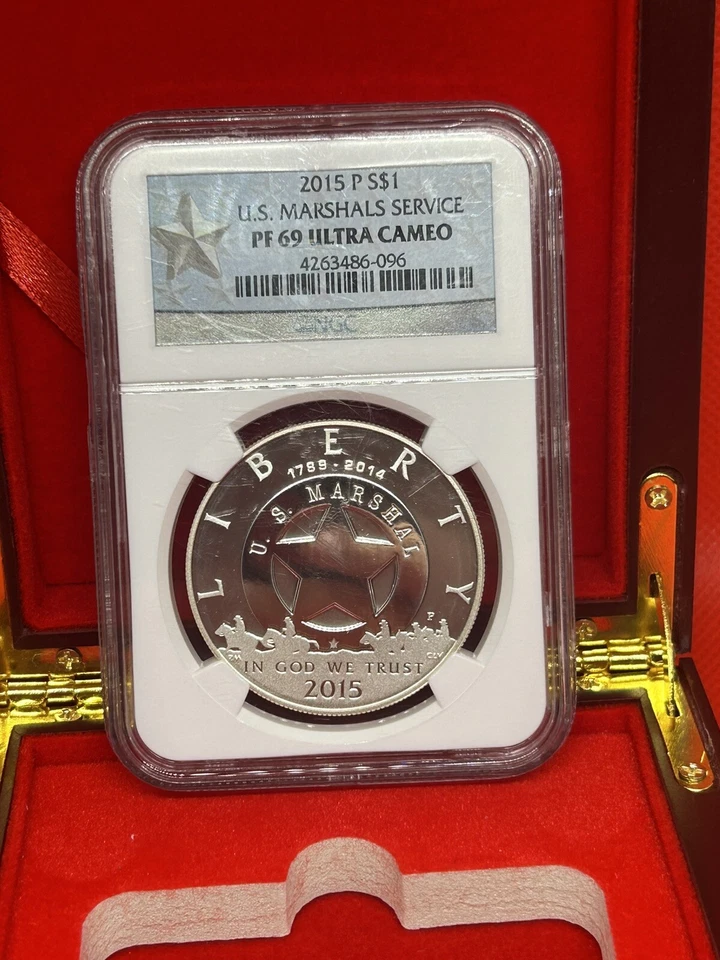 2015 P S$1
U.S. MARSHALS SERVICE
PF 69 ULTRA CAMEO
4263486-096
NGC
LIBERTY
1789 - 2014
U. S. MARSHAL
P
CLV
IN GOD WE TRUST
2015